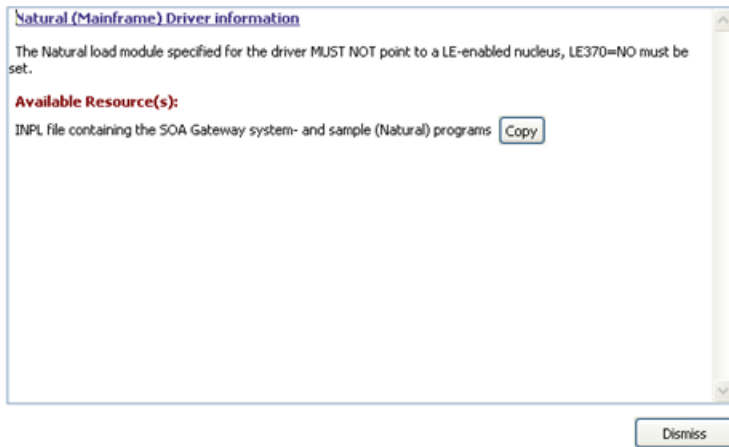 Natural (Mainframe) Driver information
The Natural load module specified for the driver MUST NOT point to a LE-enabled nucleus, LE370=NO must be
set.
Available Resource(s):
INPL file containing the SOA Gateway system- and sample (Natural) programs Copy
Dismiss